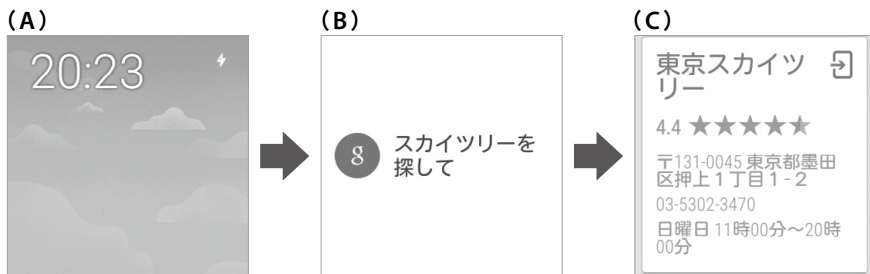 (A)
(B)
(C)
20:23
g
スカイツリーを
探して
東京スカイツ
リー
4.4 ★★★★★
〒131-0045 東京都墨田
区押上1丁目1-2
03-5302-3470
日曜日 11時00分～20時
00分